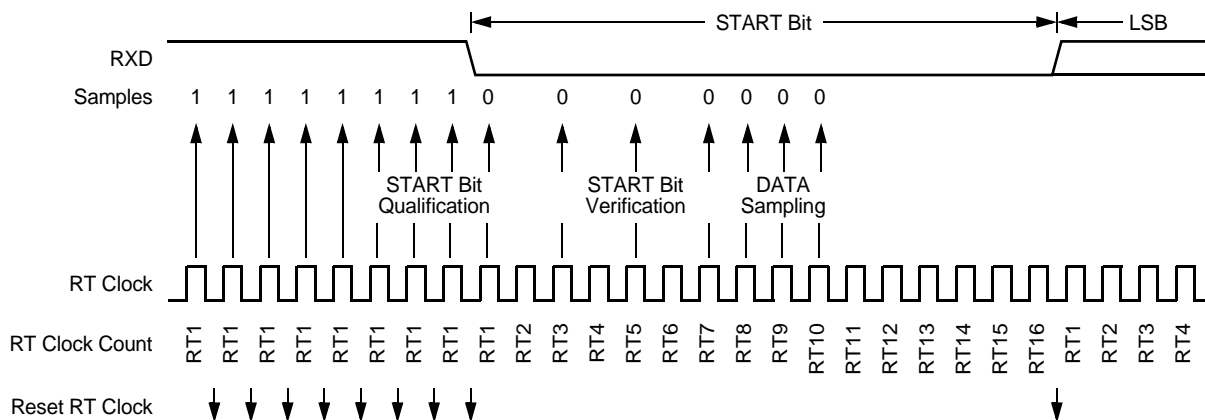 START Bit LSB
RXD
Samples 1 1 1 1 1 1 1 1 0 0 0 0 0 0 0
START Bit Qualification
START Bit Verification
DATA Sampling
RT Clock
RT Clock Count RT1 RT1 RT1 RT1 RT1 RT1 RT1 RT1 RT1 RT2 RT3 RT4 RT5 RT6 RT7 RT8 RT9 RT10 RT11 RT12 RT13 RT14 RT15 RT16 RT1 RT2 RT3 RT4
Reset RT Clock